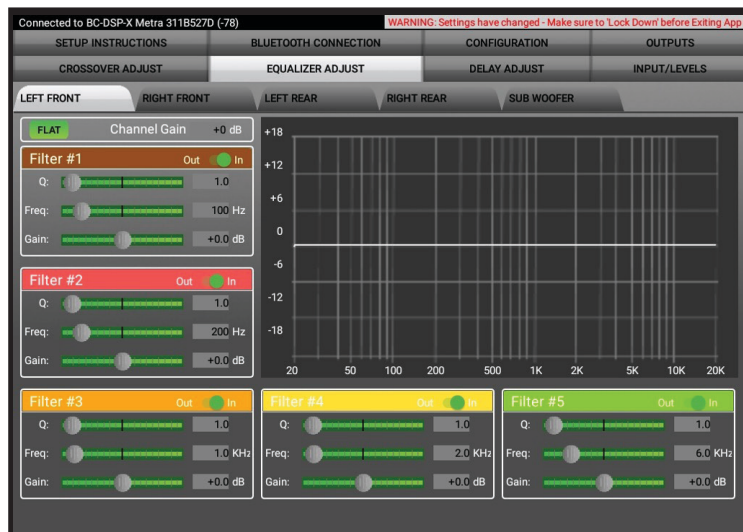 Connected to BC-DSP-X Metra 311B527D (-78)
WARNING: Settings have changed - Make sure to 'Lock Down' before Exiting App
SETUP INSTRUCTIONS
BLUETOOTH CONNECTION
CONFIGURATION
OUTPUTS
CROSSOVER ADJUST
EQUALIZER ADJUST
DELAY ADJUST
INPUT/LEVELS
LEFT FRONT
RIGHT FRONT
LEFT REAR
RIGHT REAR
SUB WOOFER
FLAT Channel Gain +0 dB
Filter #1 Out In
Q: 1.0
Freq: 100 Hz
Gain: +0.0 dB
Filter #2 Out In
Q: 1.0
Freq: 200 Hz
Gain: +0.0 dB
+18
+12
+6
0
-6
-12
-18
20 50 100 200 500 1K 2K 5K 10K 20K
Filter #3 Out In
Q: 1.0
Freq: 1.0 KHz
Gain: +0.0 dB
Filter #4 Out In
Q: 1.0
Freq: 2.0 KHz
Gain: +0.0 dB
Filter #5 Out In
Q: 1.0
Freq: 6.0 KHz
Gain: +0.0 dB